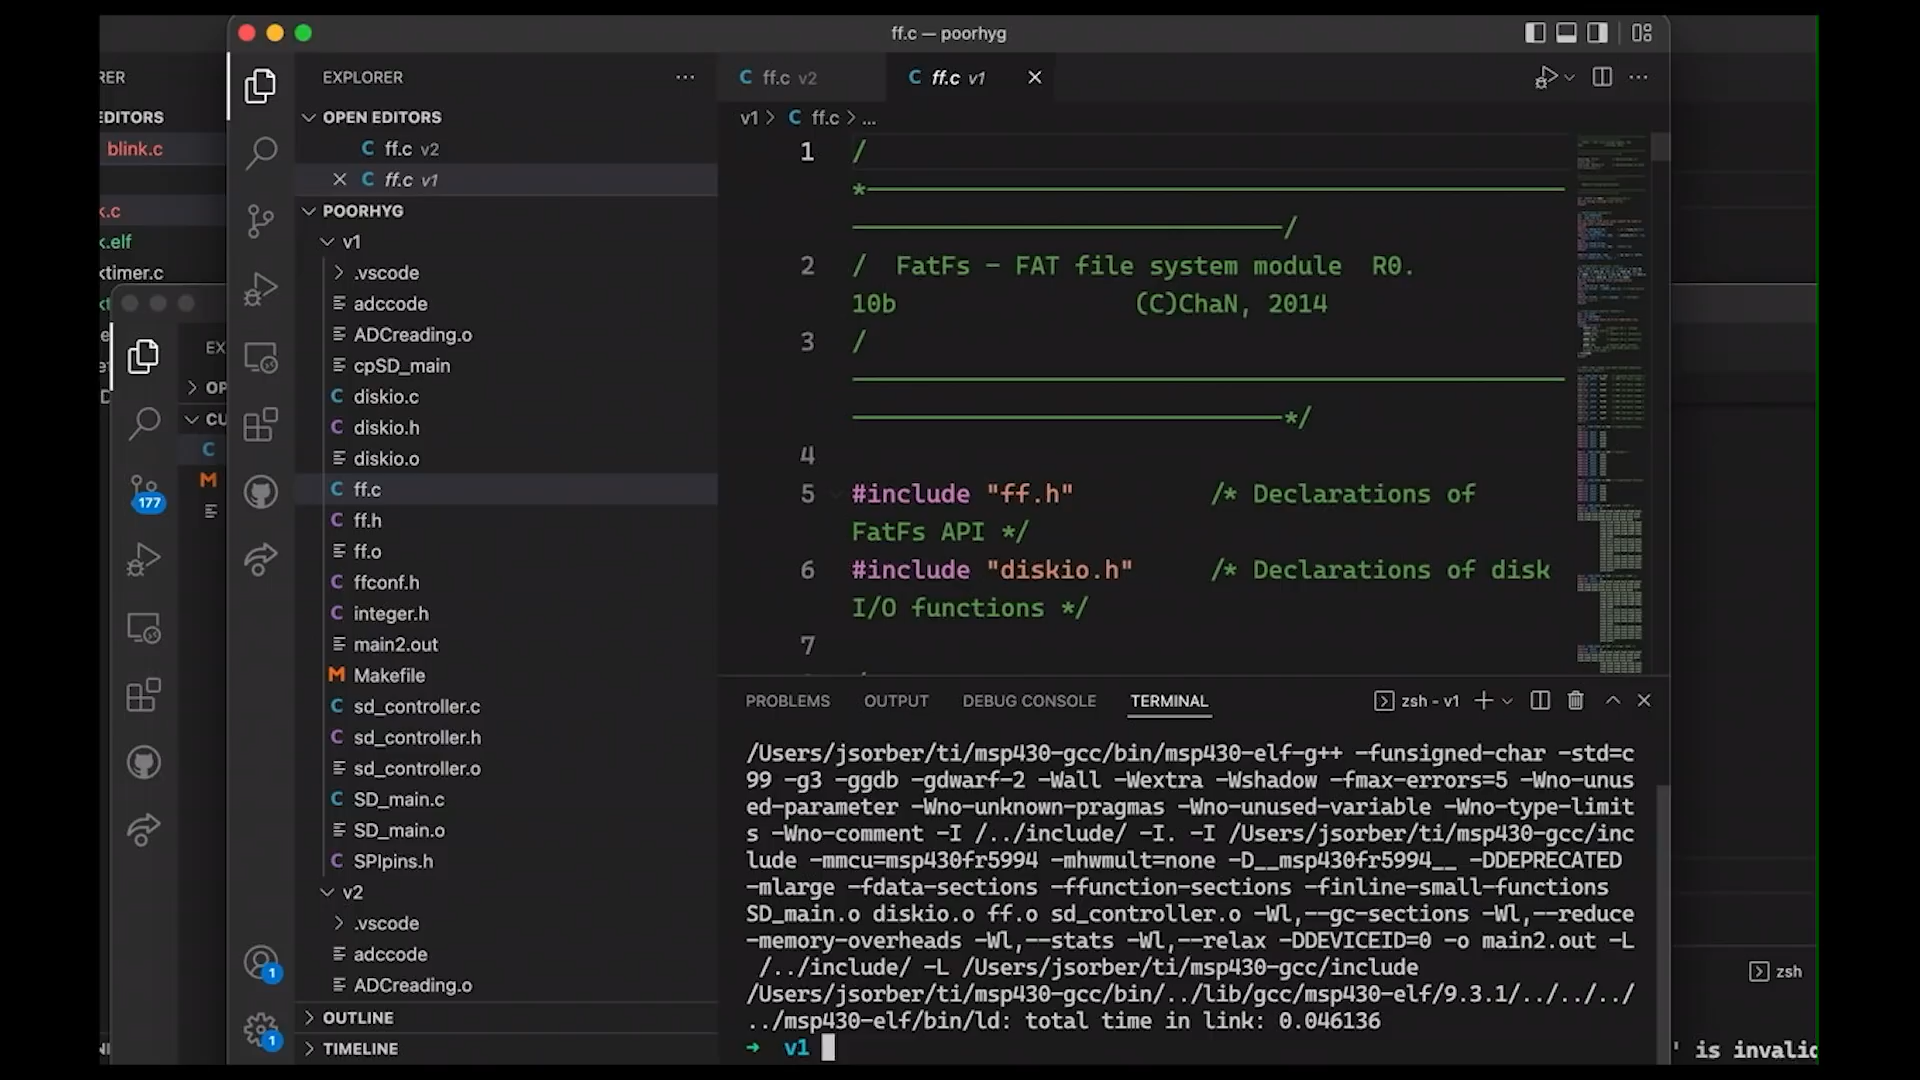 ff.c — poorhyg
RER
EDITORS
blink.c
k.c
k.elf
ktimer.c
EX
OP
CU
C
M
177
EXPLORER
OPEN EDITORS
C ff.c v2
C ff.c v1
POORHYG
v1
.vscode
adccode
ADCreading.o
cpSD_main
C diskio.c
C diskio.h
diskio.o
C ff.c
C ff.h
ff.o
C ffconf.h
C integer.h
main2.out
M Makefile
C sd_controller.c
C sd_controller.h
sd_controller.o
C SD_main.c
SD_main.o
C SPIpins.h
v2
.vscode
adccode
ADCreading.o
OUTLINE
TIMELINE
1
1
C ff.c v2
C ff.c v1
v1 > C ff.c > ...
1 /
*————————————————————————————————————————————————
—————————————————————————————/
2 /  FatFs - FAT file system module  R0.
10b                (C)ChaN, 2014
3 /
————————————————————————————————————————————————
—————————————————————————————*/
4
5 #include "ff.h"         /* Declarations of
FatFs API */
6 #include "diskio.h"     /* Declarations of disk
I/O functions */
7
PROBLEMS OUTPUT DEBUG CONSOLE TERMINAL zsh - v1
/Users/jsorber/ti/msp430-gcc/bin/msp430-elf-g++ -funsigned-char -std=c
99 -g3 -ggdb -gdwarf-2 -Wall -Wextra -Wshadow -fmax-errors=5 -Wno-unus
ed-parameter -Wno-unknown-pragmas -Wno-unused-variable -Wno-type-limit
s -Wno-comment -I /../include/ -I. -I /Users/jsorber/ti/msp430-gcc/inc
lude -mmcu=msp430fr5994 -mhwmult=none -D__msp430fr5994__ -DDEPRECATED
-mlarge -fdata-sections -ffunction-sections -finline-small-functions
SD_main.o diskio.o ff.o sd_controller.o -Wl,--gc-sections -Wl,--reduce
-memory-overheads -Wl,--stats -Wl,--relax -DDEVICEID=0 -o main2.out -L
/../include/ -L /Users/jsorber/ti/msp430-gcc/include
/Users/jsorber/ti/msp430-gcc/bin/../lib/gcc/msp430-elf/9.3.1/../../../
../msp430-elf/bin/ld: total time in link: 0.046136
→ v1
zsh
' is invalid